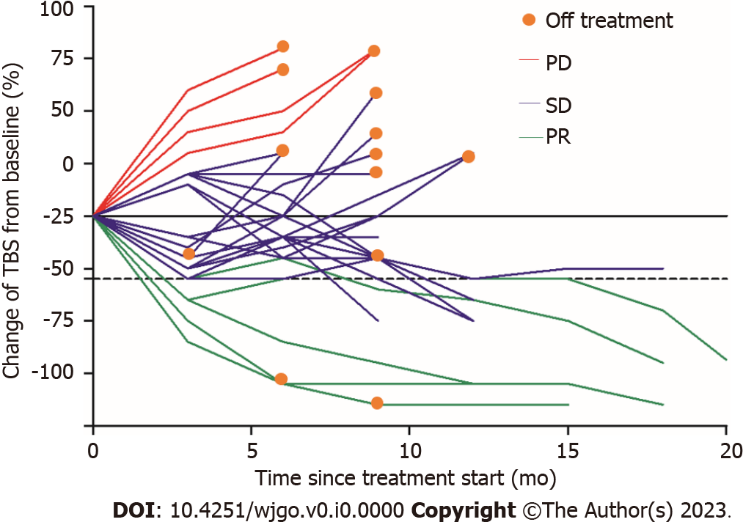 100
75
50
0
-25
-50
-75
-100
Change of TBS from baseline (%)
Off treatment
PD
SD
PR
0
5
10
15
20
Time since treatment start (mo)
DOI: 10.4251/wjgo.v0.i0.0000 Copyright ©The Author(s) 2023.